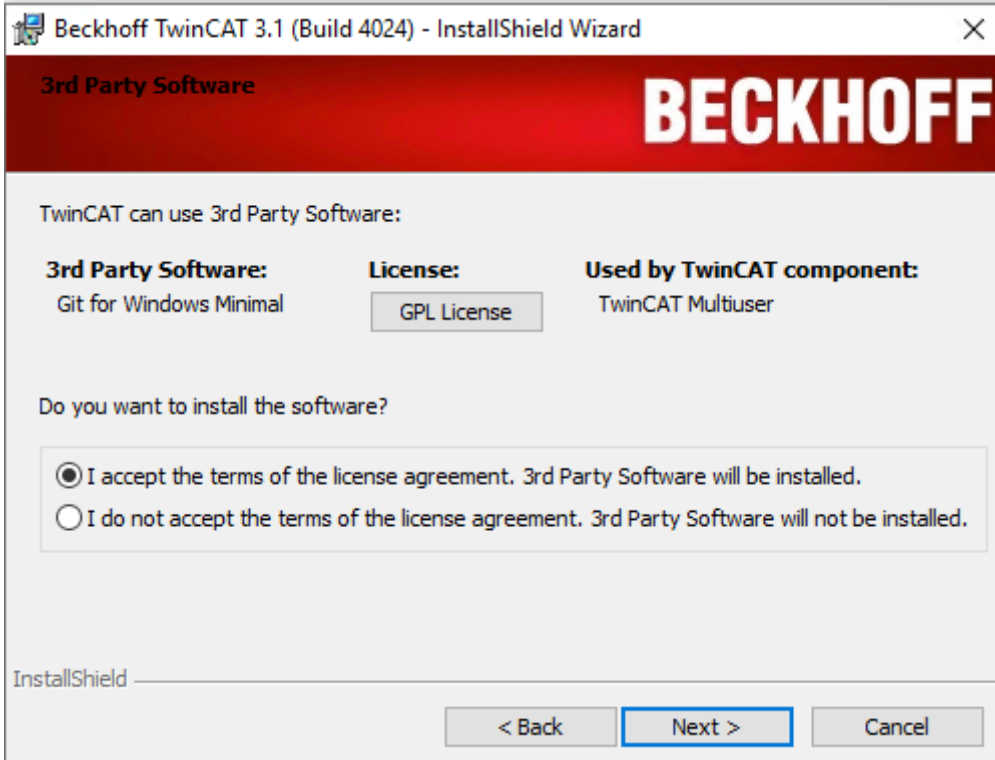 Beckhoff TwinCAT 3.1 (Build 4024) - InstallShield Wizard
3rd Party Software
BECKHOFF
TwinCAT can use 3rd Party Software:
3rd Party Software: License: Used by TwinCAT component:
Git for Windows Minimal GPL License TwinCAT Multiuser
Do you want to install the software?
I accept the terms of the license agreement. 3rd Party Software will be installed.
I do not accept the terms of the license agreement. 3rd Party Software will not be installed.
InstallShield
< Back Next > Cancel